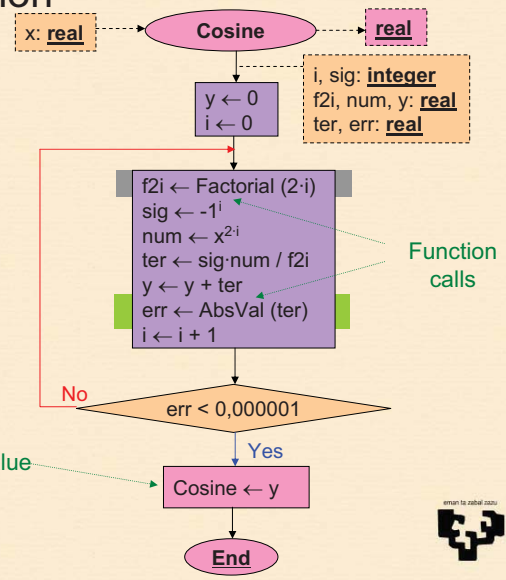 ion
x: real
Cosine
real
i, sig: integer
f2i, num, y: real
ter, err: real
y ← 0
i ← 0
f2i ← Factorial (2·i)
sig ← -1ⁱ
num ← x²·ⁱ
ter ← sig·num / f2i
y ← y + ter
err ← AbsVal (ter)
i ← i + 1
Function
calls
No
err < 0,000001
Yes
lue
Cosine ← y
End
eman ta zabal zazu